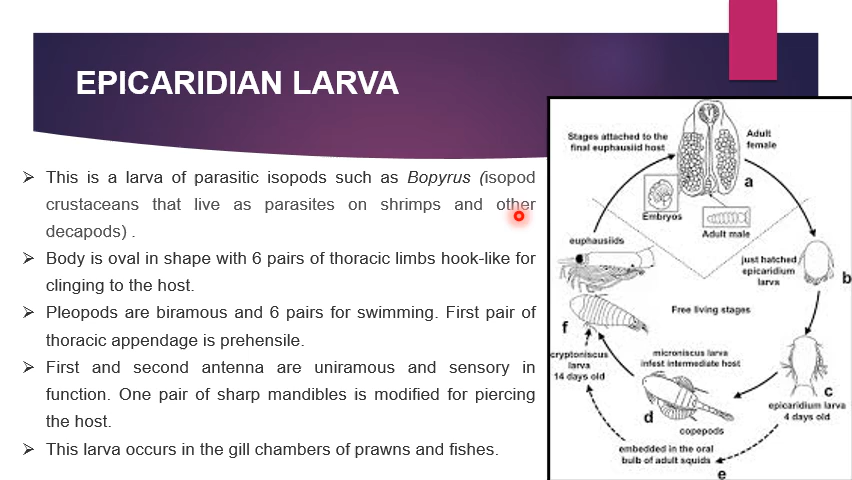 EPICARIDIAN LARVA
This is a larva of parasitic isopods such as Bopyrus (isopod
crustaceans that live as parasites on shrimps and other
decapods) .
Body is oval in shape with 6 pairs of thoracic limbs hook-like for
clinging to the host.
Pleopods are biramous and 6 pairs for swimming. First pair of
thoracic appendage is prehensile.
First and second antenna are uniramous and sensory in
function. One pair of sharp mandibles is modified for piercing
the host.
This larva occurs in the gill chambers of prawns and fishes.
Stages attached to the
final euphausiid host
Adult
female
a
Embryos
Adult male
euphausiids
just hatched
epicaridium
larva
b
Free living stages
f
cryptoniscus
larva
14 days old
microniscus larva
infest intermediate host
c
epicaridium larva
4 days old
d
copepods
embedded in the oral
bulb of adult squids
e